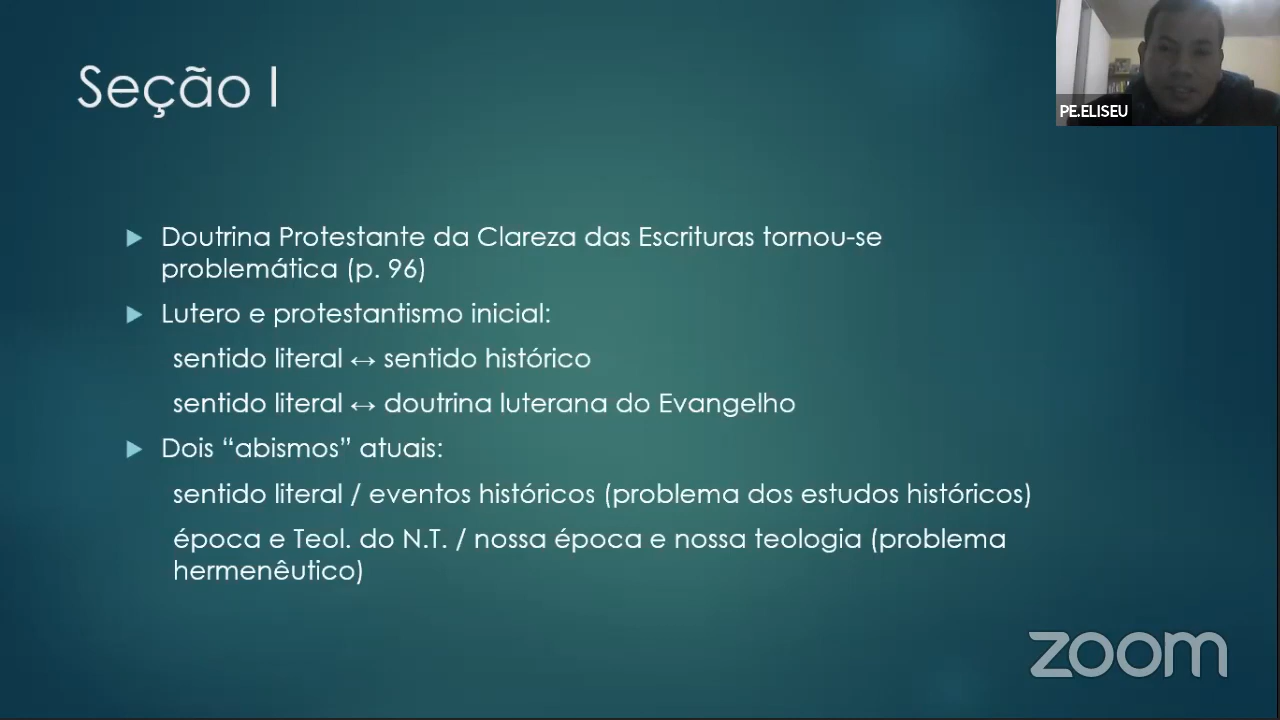 Seção I
PE.ELISEU
Doutrina Protestante da Clareza das Escrituras tornou-se
problemática (p. 96)
Lutero e protestantismo inicial:
sentido literal ↔ sentido histórico
sentido literal ↔ doutrina luterana do Evangelho
Dois “abismos” atuais:
sentido literal / eventos históricos (problema dos estudos históricos)
época e Teol. do N.T. / nossa época e nossa teologia (problema
hermenêutico)
zoom